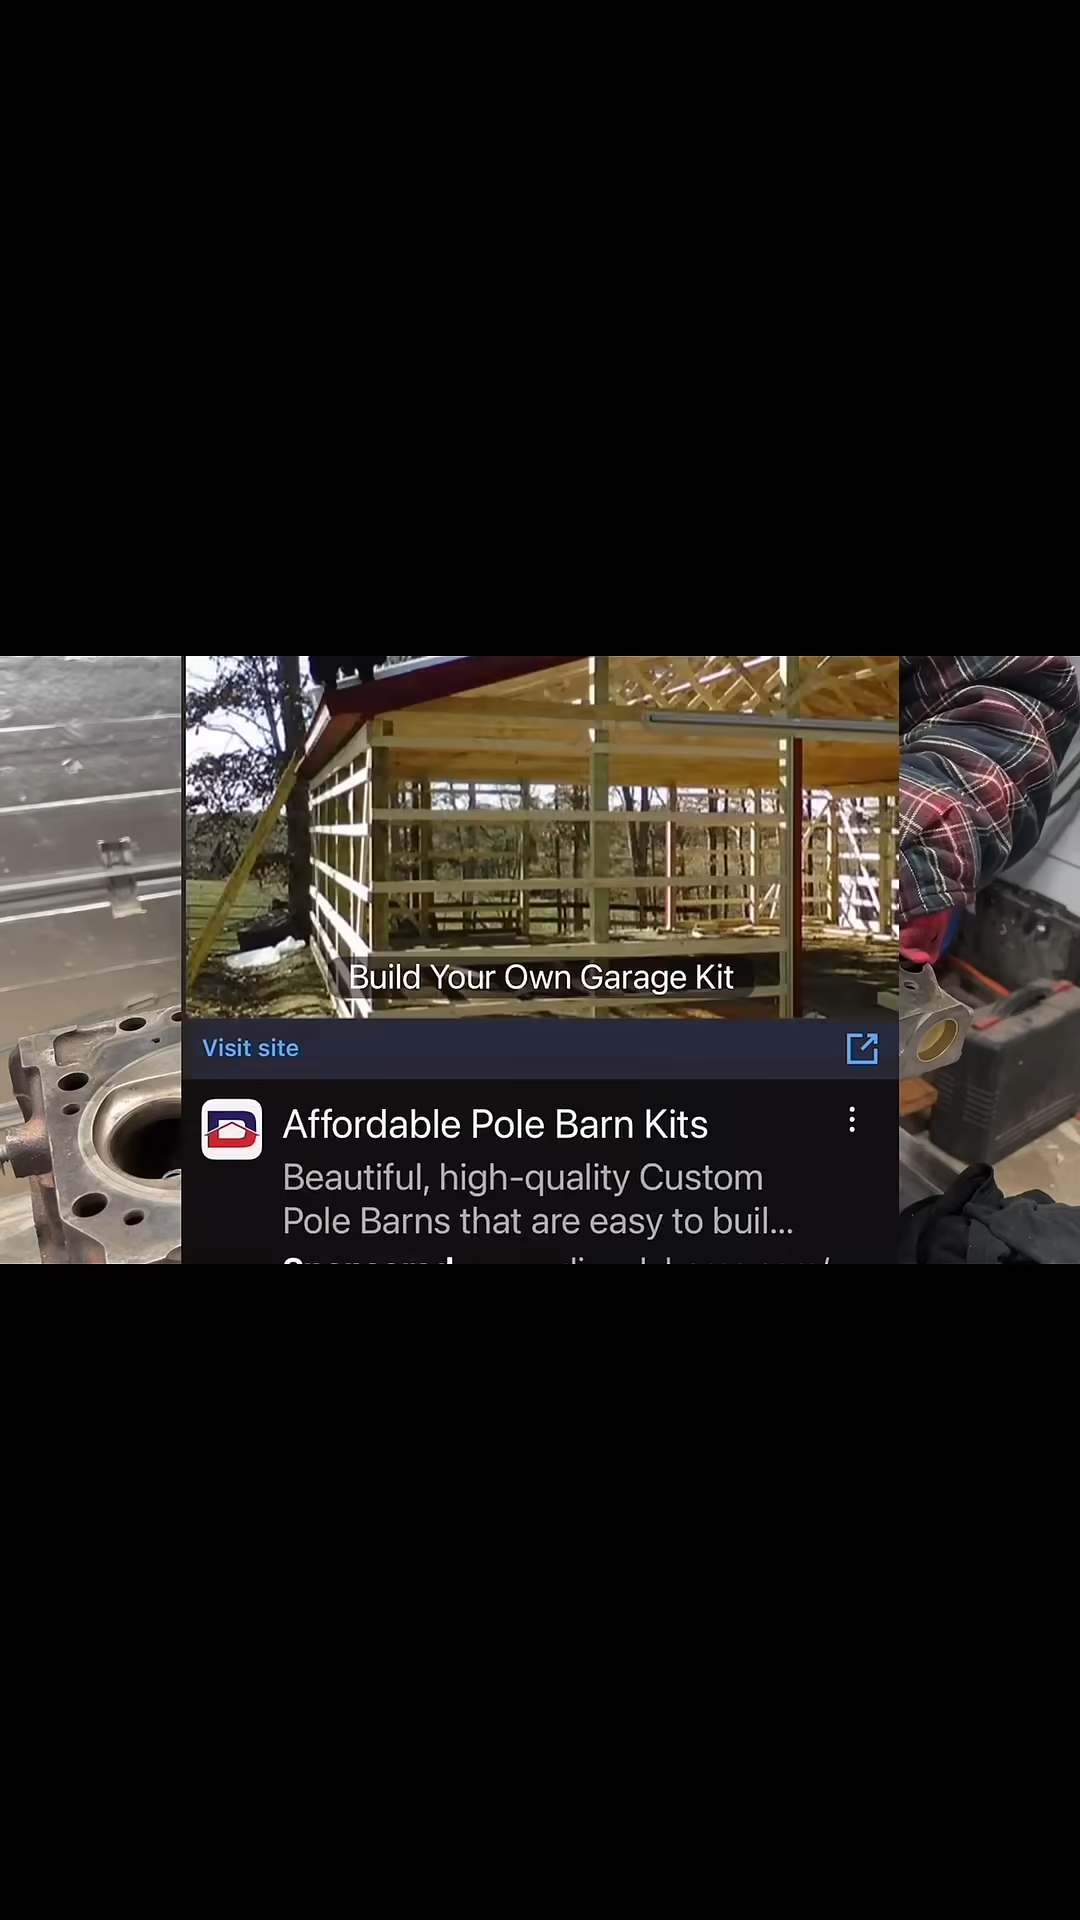 Build Your Own Garage Kit
Visit site
Affordable Pole Barn Kits
Beautiful, high-quality Custom
Pole Barns that are easy to buil...
Sponsored